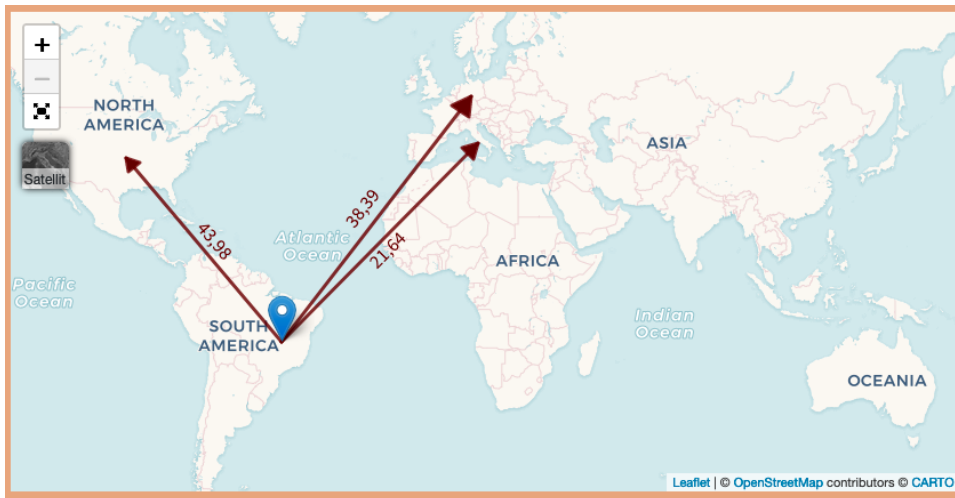 +
−
NORTH
AMERICA
Satellit
ASIA
38,39
43,98
21,64
Atlantic
Ocean
AFRICA
Pacific
Ocean
SOUTH
AMERICA
Indian
Ocean
OCEANIA
Leaflet | © OpenStreetMap contributors © CARTO